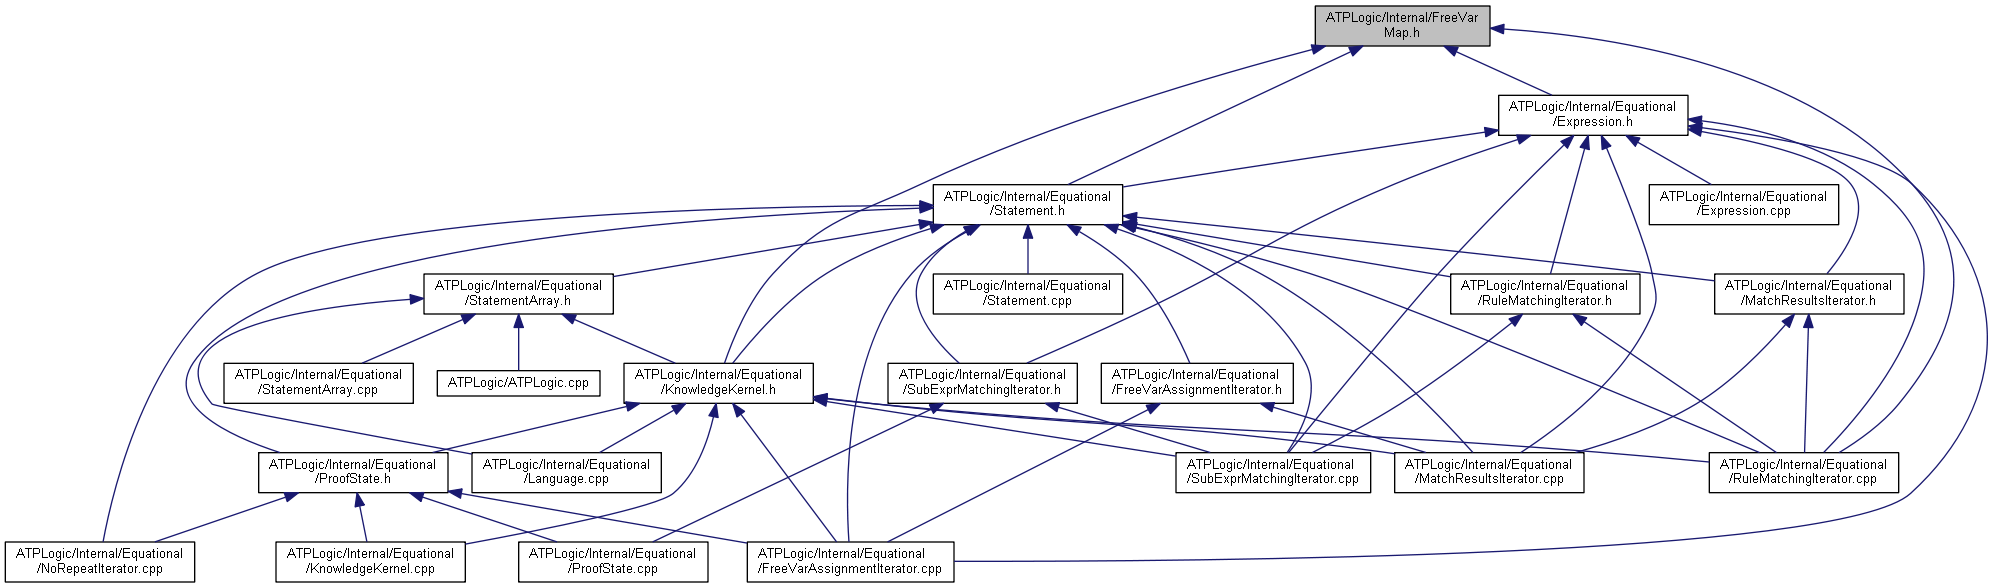 ATPLogic/Internal/FreeVar
Map.h
ATPLogic/Internal/Equational
/Expression.h
ATPLogic/Internal/Equational
/Statement.h
ATPLogic/Internal/Equational
/Expression.cpp
ATPLogic/Internal/Equational
/StatementArray.h
ATPLogic/Internal/Equational
/Statement.cpp
ATPLogic/Internal/Equational
/RuleMatchingIterator.h
ATPLogic/Internal/Equational
/MatchResultsIterator.h
ATPLogic/Internal/Equational
/StatementArray.cpp
ATPLogic/ATPLogic.cpp
ATPLogic/Internal/Equational
/KnowledgeKernel.h
ATPLogic/Internal/Equational
/SubExprMatchingIterator.h
ATPLogic/Internal/Equational
/FreeVarAssignmentIterator.h
ATPLogic/Internal/Equational
/ProofState.h
ATPLogic/Internal/Equational
/Language.cpp
ATPLogic/Internal/Equational
/SubExprMatchingIterator.cpp
ATPLogic/Internal/Equational
/MatchResultsIterator.cpp
ATPLogic/Internal/Equational
/RuleMatchingIterator.cpp
ATPLogic/Internal/Equational
/NoRepeatIterator.cpp
ATPLogic/Internal/Equational
/KnowledgeKernel.cpp
ATPLogic/Internal/Equational
/ProofState.cpp
ATPLogic/Internal/Equational
/FreeVarAssignmentIterator.cpp